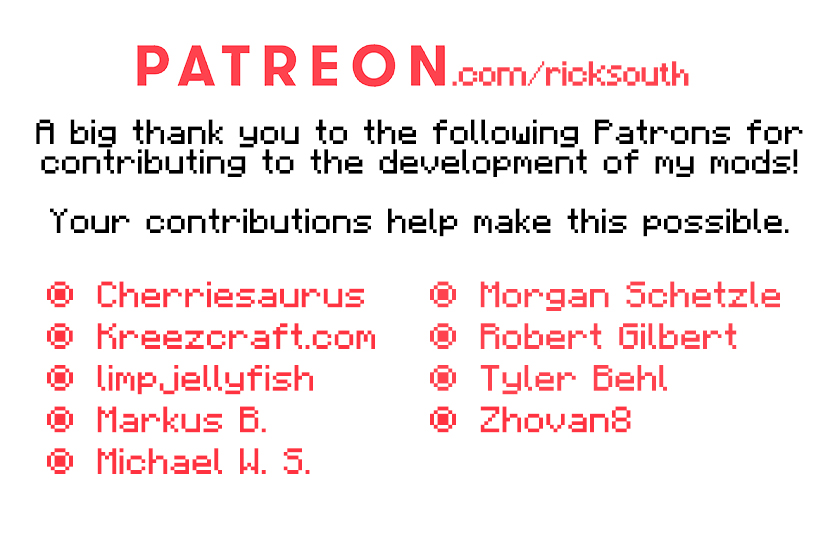 PATREON.com/ricksouth
A big thank you to the following Patrons for
contributing to the development of my mods!
Your contributions help make this possible.
Cherriesaurus
Kreezcraft.com
limpjellyfish
Markus B.
Michael W. S.
Morgan Schetzle
Robert Gilbert
Tyler Behl
Zhovan8